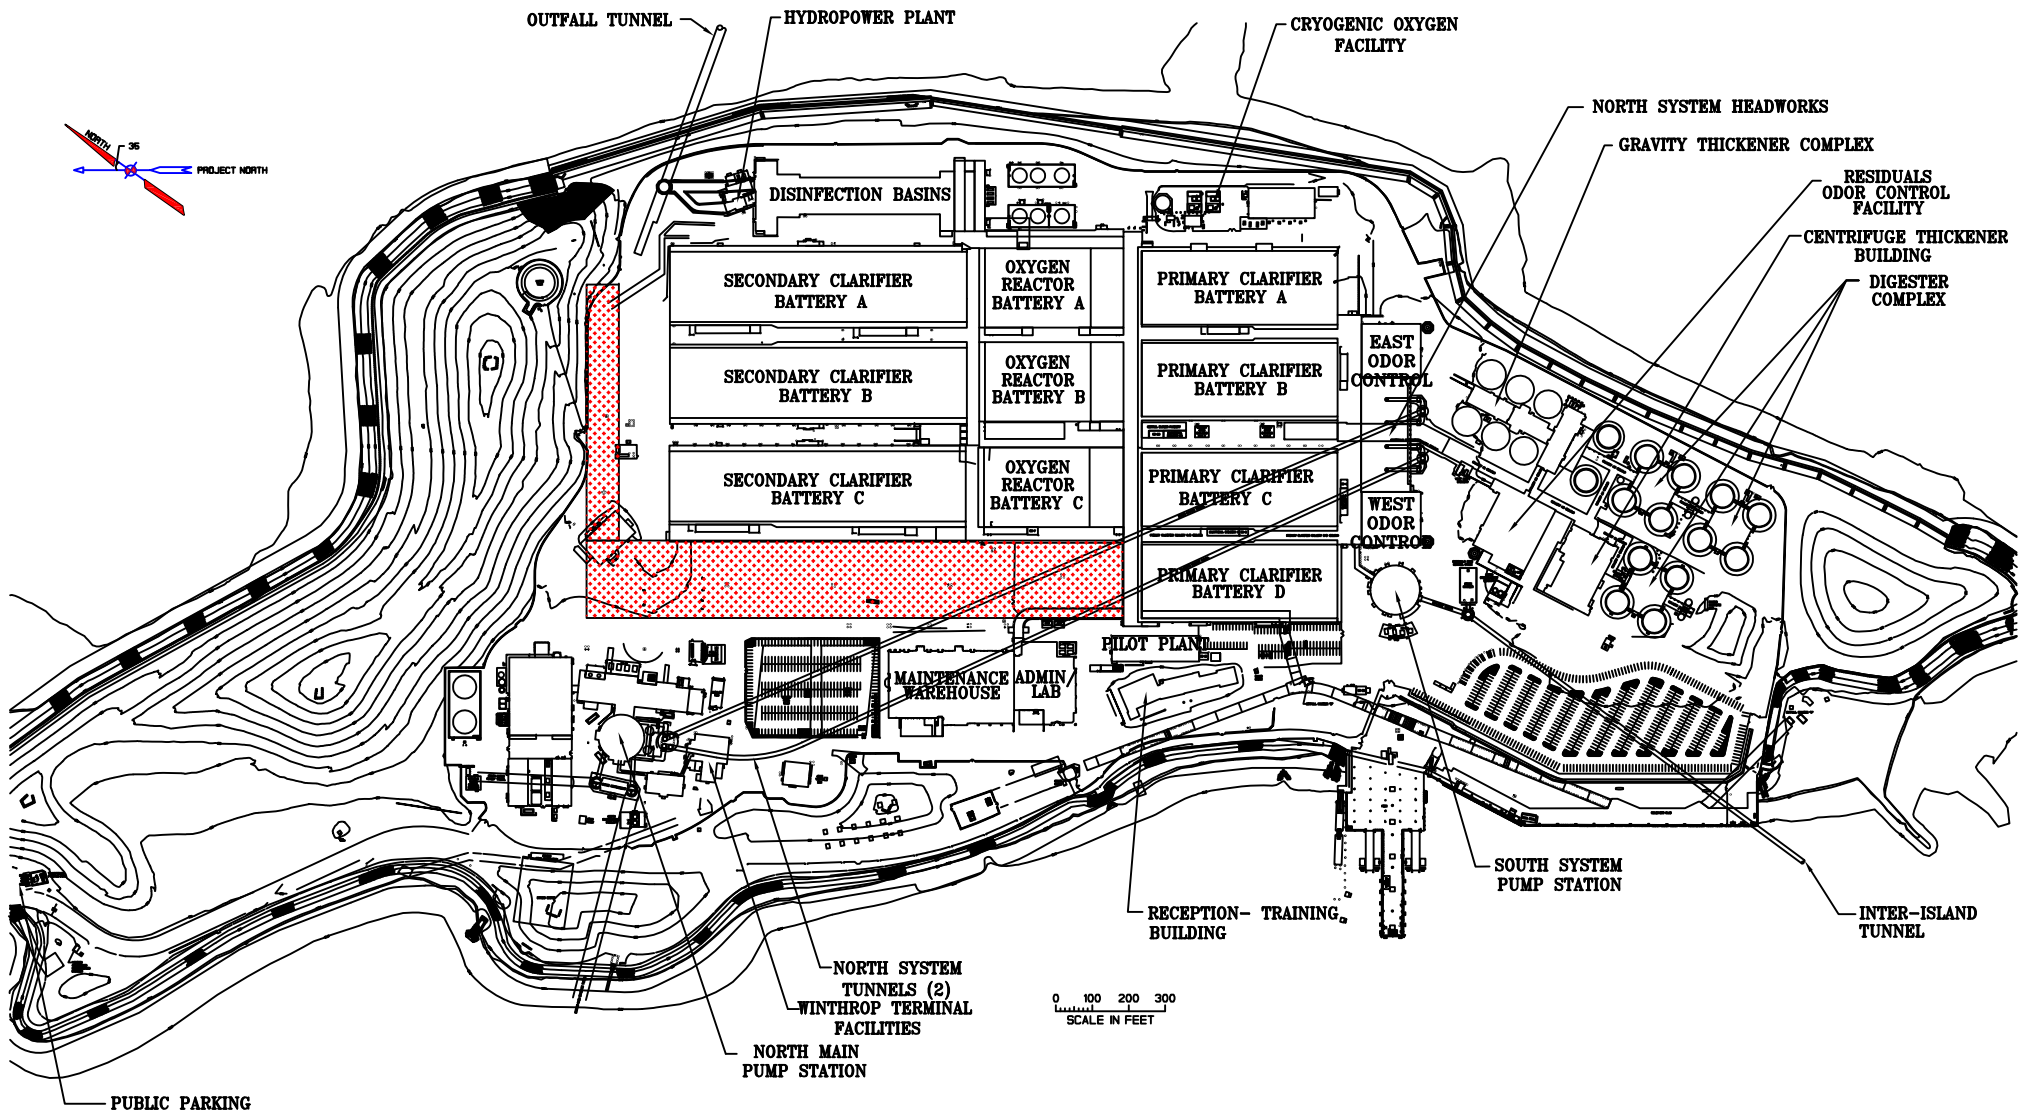 OUTFALL TUNNEL
HYDROPOWER PLANT
CRYOGENIC OXYGEN
FACILITY
NORTH SYSTEM HEADWORKS
GRAVITY THICKENER COMPLEX
RESIDUALS
ODOR CONTROL
FACILITY
CENTRIFUGE THICKENER
BUILDING
DIGESTER
COMPLEX
NORTH
36
PROJECT NORTH
DISINFECTION BASINS
SECONDARY CLARIFIER
BATTERY A
OXYGEN
REACTOR
BATTERY A
PRIMARY CLARIFIER
BATTERY A
SECONDARY CLARIFIER
BATTERY B
OXYGEN
REACTOR
BATTERY B
PRIMARY CLARIFIER
BATTERY B
EAST
ODOR
CONTROL
SECONDARY CLARIFIER
BATTERY C
OXYGEN
REACTOR
BATTERY C
PRIMARY CLARIFIER
BATTERY C
WEST
ODOR
CONTROL
PRIMARY CLARIFIER
BATTERY D
PILOT PLANT
MAINTENANCE
WAREHOUSE
ADMIN/
LAB
SOUTH SYSTEM
PUMP STATION
RECEPTION- TRAINING
BUILDING
INTER-ISLAND
TUNNEL
NORTH SYSTEM
TUNNELS (2)
WINTHROP TERMINAL
FACILITIES
NORTH MAIN
PUMP STATION
0 100 200 300
SCALE IN FEET
PUBLIC PARKING